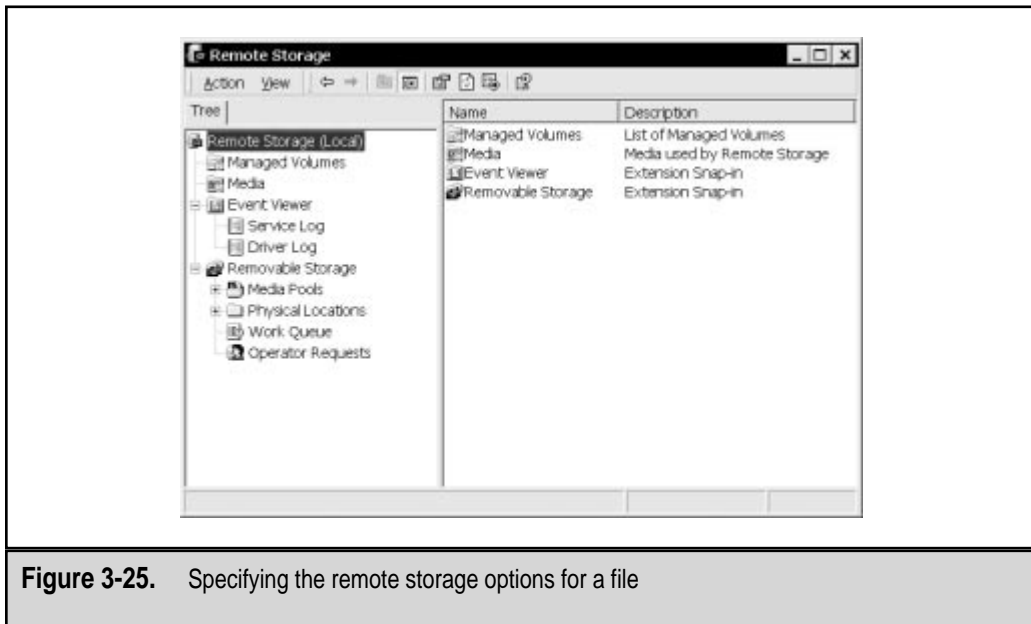 Remote Storage
Action View
Tree
Remote Storage (Local)
Managed Volumes
Media
Event Viewer
Service Log
Driver Log
Removable Storage
Media Pools
Physical Locations
Work Queue
Operator Requests
Name Description
Managed Volumes List of Managed Volumes
Media Media used by Remote Storage
Event Viewer Extension Snap-in
Removable Storage Extension Snap-in
Figure 3-25. Specifying the remote storage options for a file